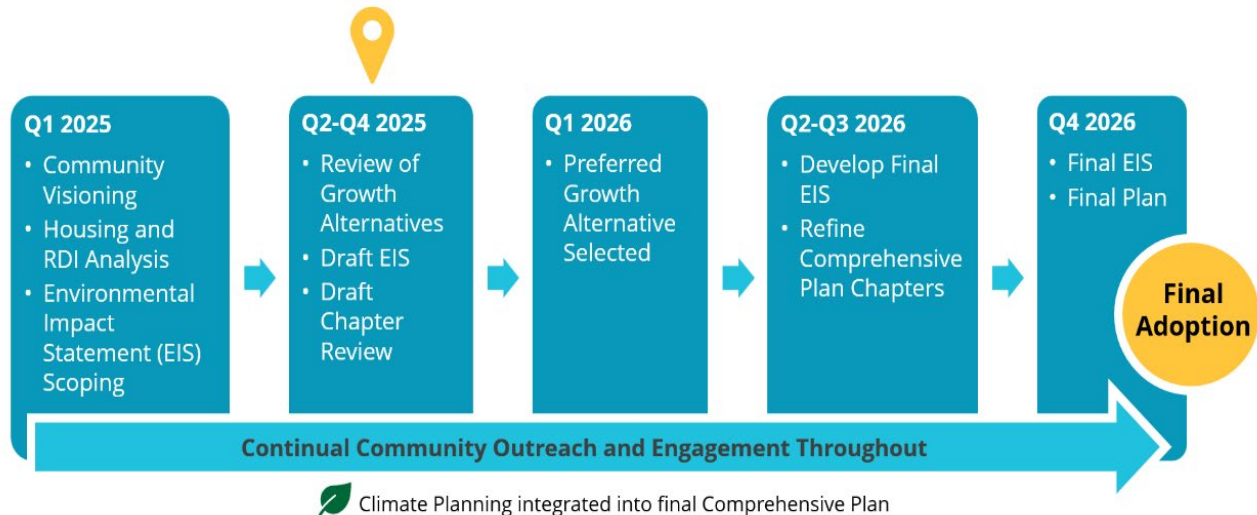 Q1 2025
• Community
Visioning
• Housing and
RDI Analysis
• Environmental
Impact
Statement (EIS)
Scoping
Q2-Q4 2025
• Review of
Growth
Alternatives
• Draft EIS
• Draft
Chapter
Review
Q1 2026
• Preferred
Growth
Alternative
Selected
Q2-Q3 2026
• Develop Final
EIS
• Refine
Comprehensive
Plan Chapters
Q4 2026
• Final EIS
• Final Plan
Final
Adoption
Continual Community Outreach and Engagement Throughout
Climate Planning integrated into final Comprehensive Plan